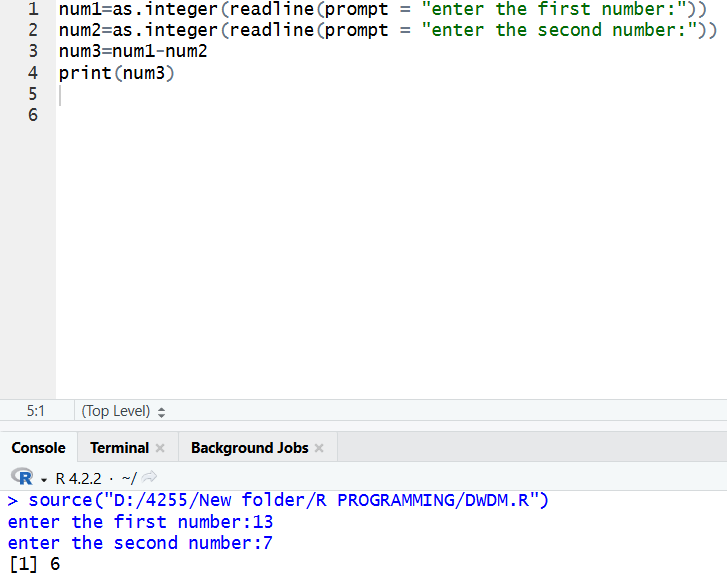 1 num1=as.integer(readline(prompt = "enter the first number:"))
2 num2=as.integer(readline(prompt = "enter the second number:"))
3 num3=num1-num2
4 print(num3)
5
6
5:1 (Top Level)
Console Terminal Background Jobs
R R 4.2.2 · ~/
> source("D:/4255/New folder/R PROGRAMMING/DWDM.R")
enter the first number:13
enter the second number:7
[1] 6